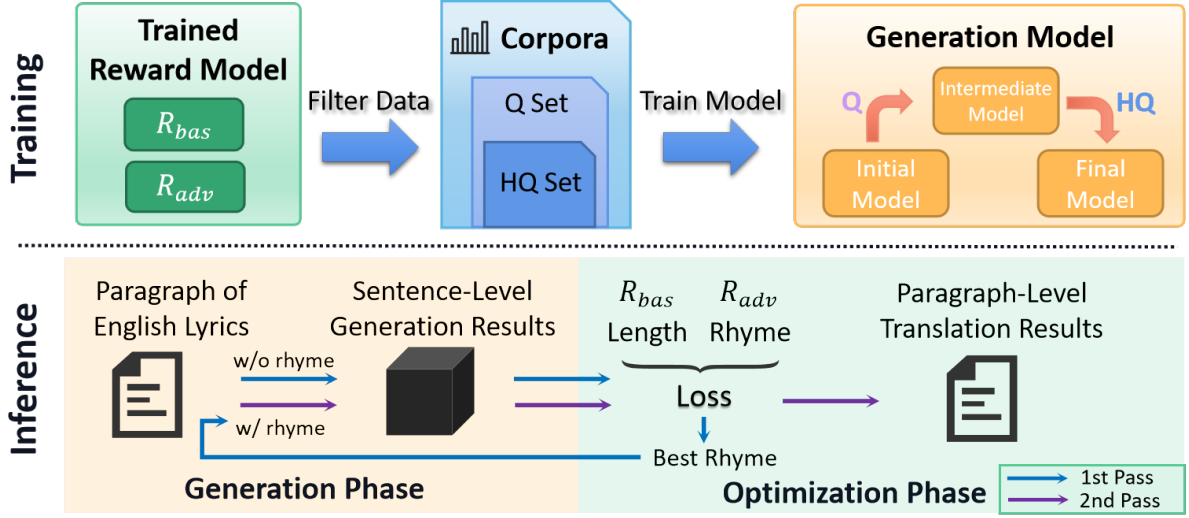 Training
Trained
Reward Model
R_bas
R_adv
Filter Data
Corpora
Q Set
HQ Set
Train Model
Generation Model
Q
Intermediate
Model
HQ
Initial
Model
Final
Model
Inference
Paragraph of
English Lyrics
w/o rhyme
w/ rhyme
Sentence-Level
Generation Results
R_bas R_adv
Length Rhyme
Loss
Best Rhyme
Paragraph-Level
Translation Results
Generation Phase
Optimization Phase
1st Pass
2nd Pass